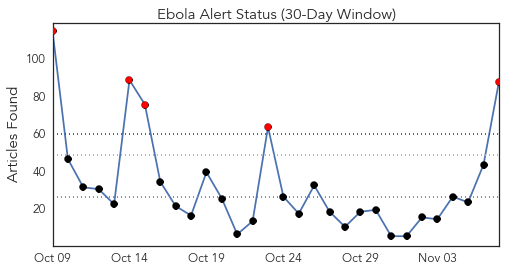 Ebola Alert Status (30-Day Window)
Articles Found
100
80
60
40
20
Oct 09 Oct 14 Oct 19 Oct 24 Oct 29 Nov 03